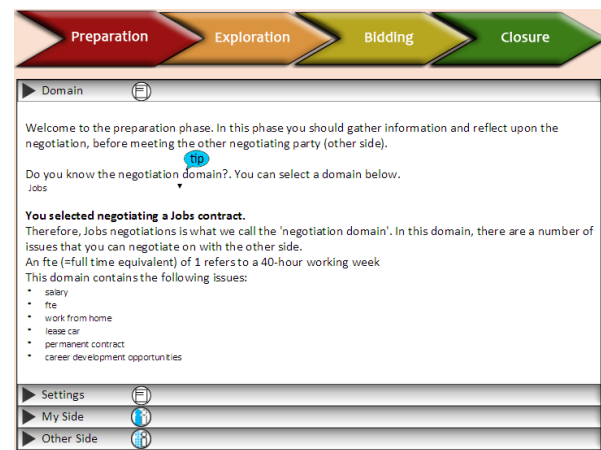 Preparation Exploration Bidding Closure
Domain
Welcome to the preparation phase. In this phase you should gather information and reflect upon the
negotiation, before meeting the other negotiating party (other side).
tip
Do you know the negotiation domain?. You can select a domain below.
Jobs
You selected negotiating a Jobs contract.
Therefore, Jobs negotiations is what we call the 'negotiation domain'. In this domain, there are a number of
issues that you can negotiate on with the other side.
An fte (=full time equivalent) of 1 refers to a 40-hour working week
This domain contains the following issues:
• salary
• fte
• work from home
• lease car
• permanent contract
• career development opportunities
Settings
My Side
Other Side